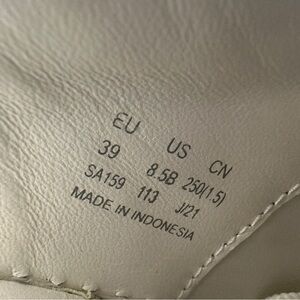 EU US CN
39 8.5B 250(1.5)
SA159 113 J/21
MADE IN INDONESIA